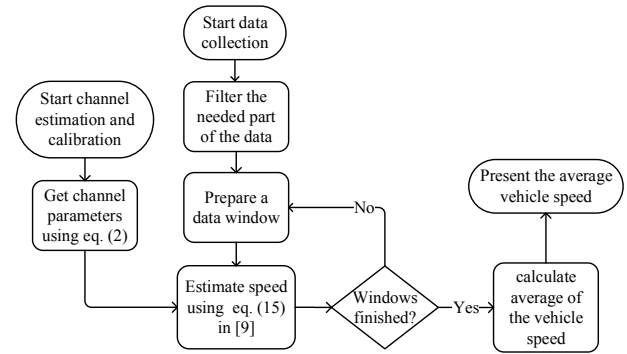 Start data
collection
Filter the
needed part
of the data
Start channel
estimation and
calibration
Get channel
parameters
using eq. (2)
Prepare a
data window
No
Estimate speed
using eq. (15)
in [9]
Windows
finished?
Yes
Present the average
vehicle speed
calculate
average of
the vehicle
speed